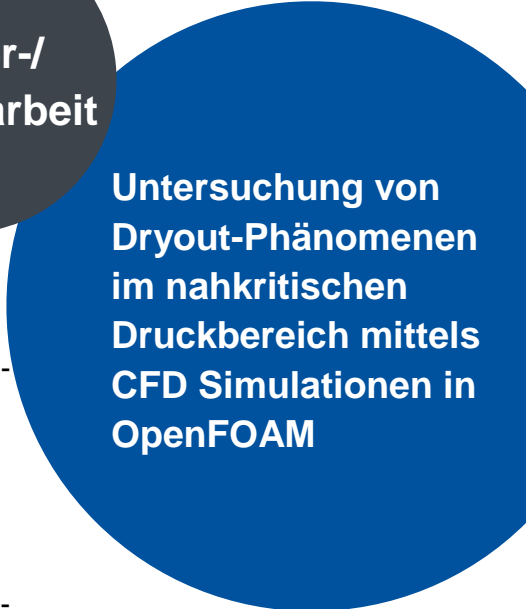 r-/
arbeit
Untersuchung von
Dryout-Phänomenen
im nahkritischen
Druckbereich mittels
CFD Simulationen in
OpenFOAM
-
-